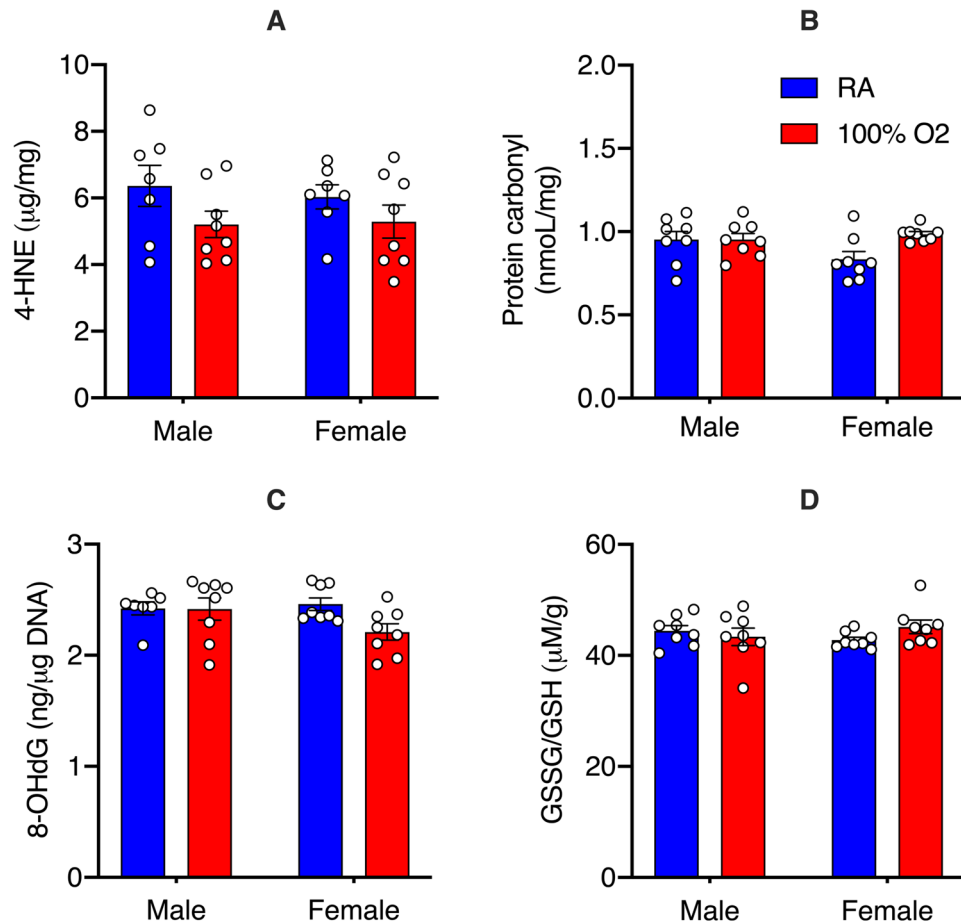 A
4-HNE (μg/mg)
10
8
6
4
2
0
Male Female
B
Protein carbonyl
(nmoL/mg)
2.0
1.5
1.0
0.5
0.0
RA
100% O2
Male Female
C
8-OHdG (ng/μg DNA)
3
2
1
0
Male Female
D
GSSG/GSH (μM/g)
60
40
20
0
Male Female